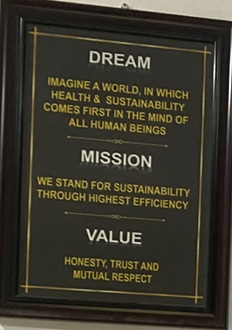 DREAM
IMAGINE A WORLD, IN WHICH
HEALTH & SUSTAINABILITY
COMES FIRST IN THE MIND OF
ALL HUMAN BEINGS
MISSION
WE STAND FOR SUSTAINABILITY
THROUGH HIGHEST EFFICIENCY
VALUE
HONESTY, TRUST AND
MUTUAL RESPECT